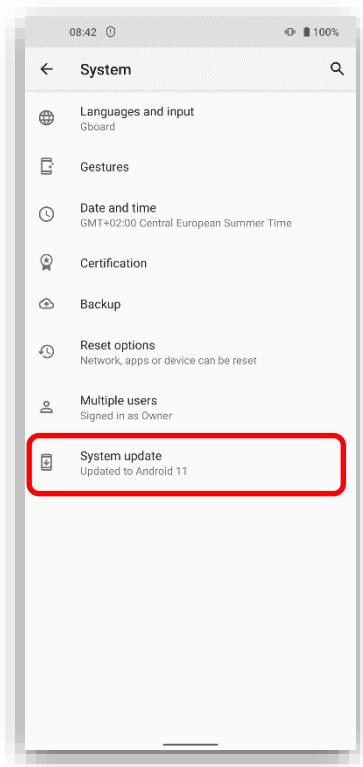 08:42 100%
System
Languages and input
Gboard
Gestures
Date and time
GMT+02:00 Central European Summer Time
Certification
Backup
Reset options
Network, apps or device can be reset
Multiple users
Signed in as Owner
System update
Updated to Android 11